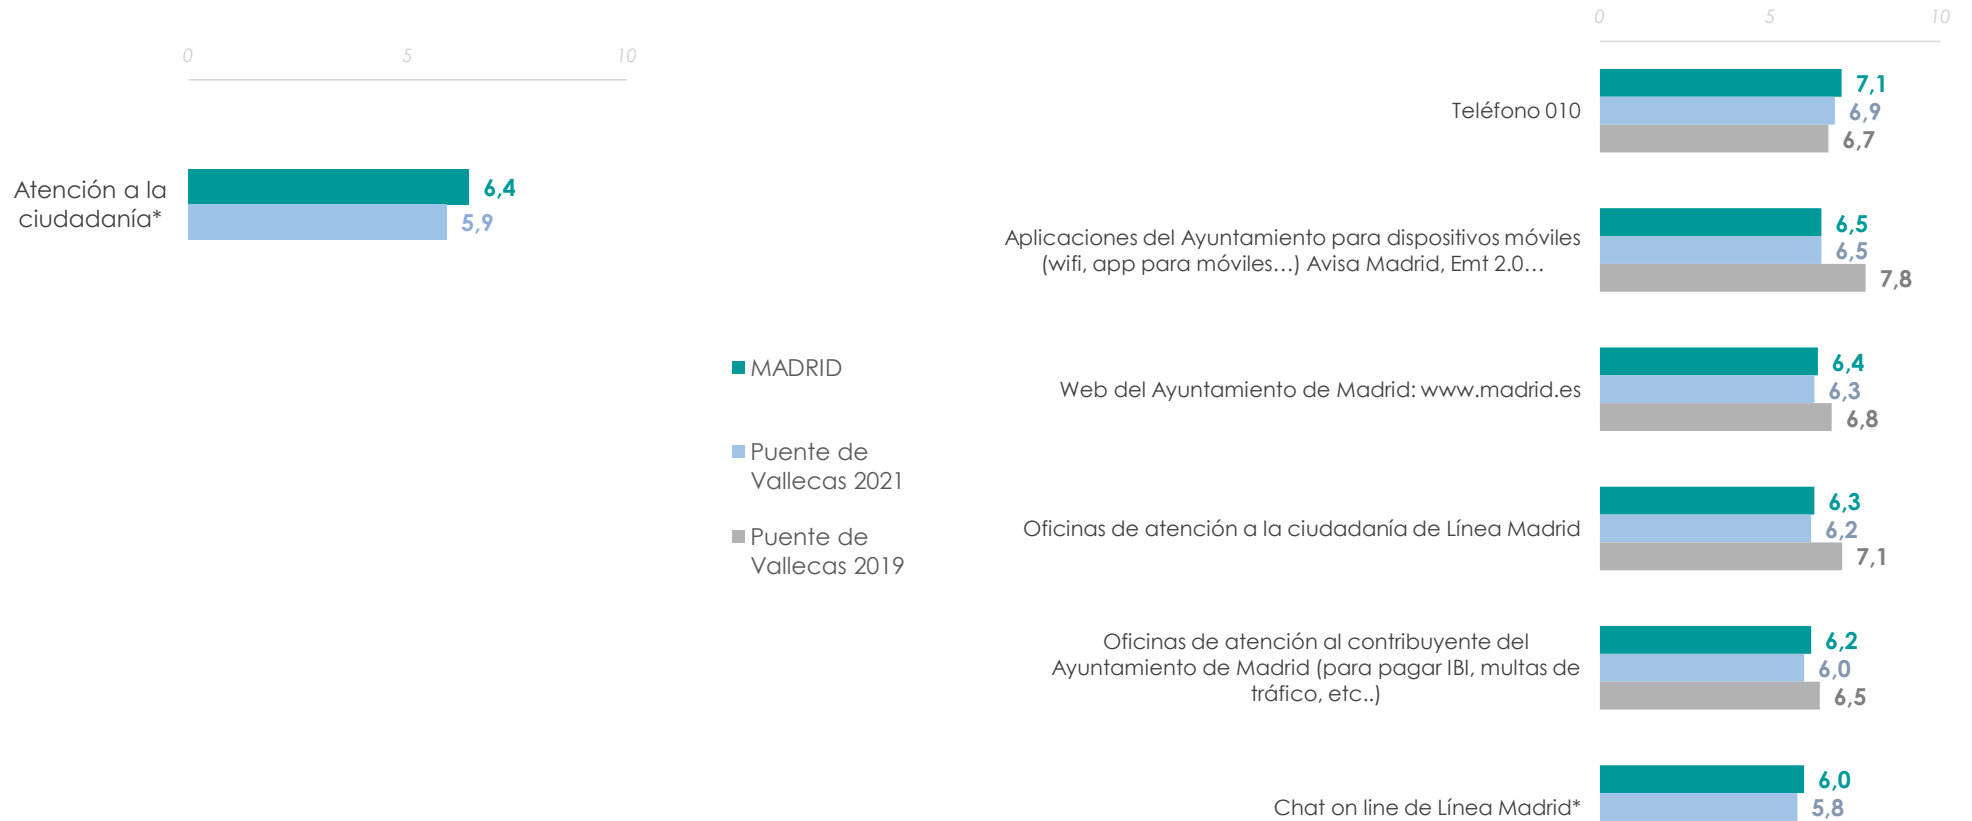 0 5 10
Atención a la
ciudadanía*
6,4
5,9
MADRID
Puente de
Vallecas 2021
Puente de
Vallecas 2019
0 5 10
Teléfono 010
7,1
6,9
6,7
Aplicaciones del Ayuntamiento para dispositivos móviles
(wifi, app para móviles...) Avisa Madrid, Emt 2.0...
6,5
6,5
7,8
Web del Ayuntamiento de Madrid: www.madrid.es
6,4
6,3
6,8
Oficinas de atención a la ciudadanía de Línea Madrid
6,3
6,2
7,1
Oficinas de atención al contribuyente del
Ayuntamiento de Madrid (para pagar IBI, multas de
tráfico, etc..)
6,2
6,0
6,5
Chat on line de Línea Madrid*
6,0
5,8